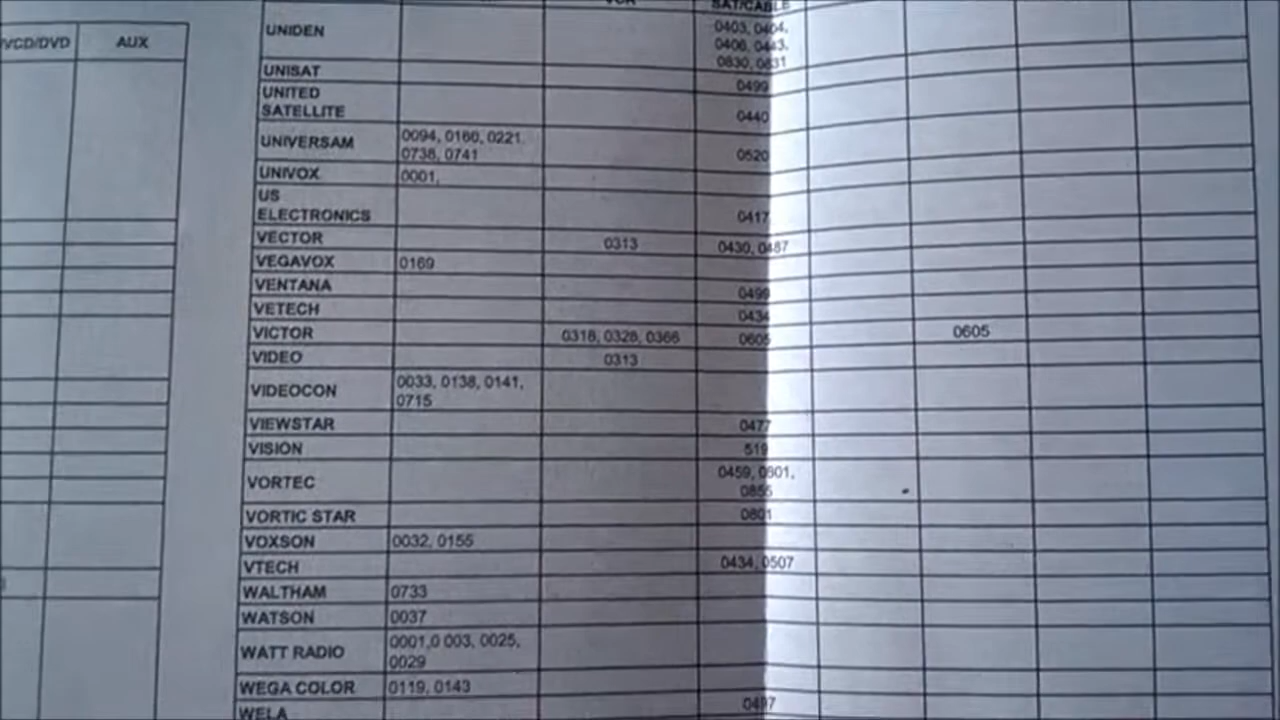 VCD/DVD AUX
VCR SAT/CABLE
UNIDEN 0403, 0404,
0406, 0443,
0830, 0831
UNISAT 0499
UNITED
SATELLITE 0440
UNIVERSAM 0094, 0160, 0221, 0520
0738, 0741
UNIVOX 0001,
US
ELECTRONICS 0417
VECTOR 0313 0430, 0487
VEGAVOX 0169
VENTANA 0499
VETECH 0434
VICTOR 0318, 0328, 0366 0605 0605
VIDEO 0313
VIDEOCON 0033, 0138, 0141,
0715
VIEWSTAR 0477
VISION 519
VORTEC 0459, 0801,
0855
VORTIC STAR 0801
VOXSON 0032, 0155
VTECH 0434, 0507
WALTHAM 0733
WATSON 0037
WATT RADIO 0001,0 003, 0025,
0029
WEGA COLOR 0119, 0143
WELA 0497